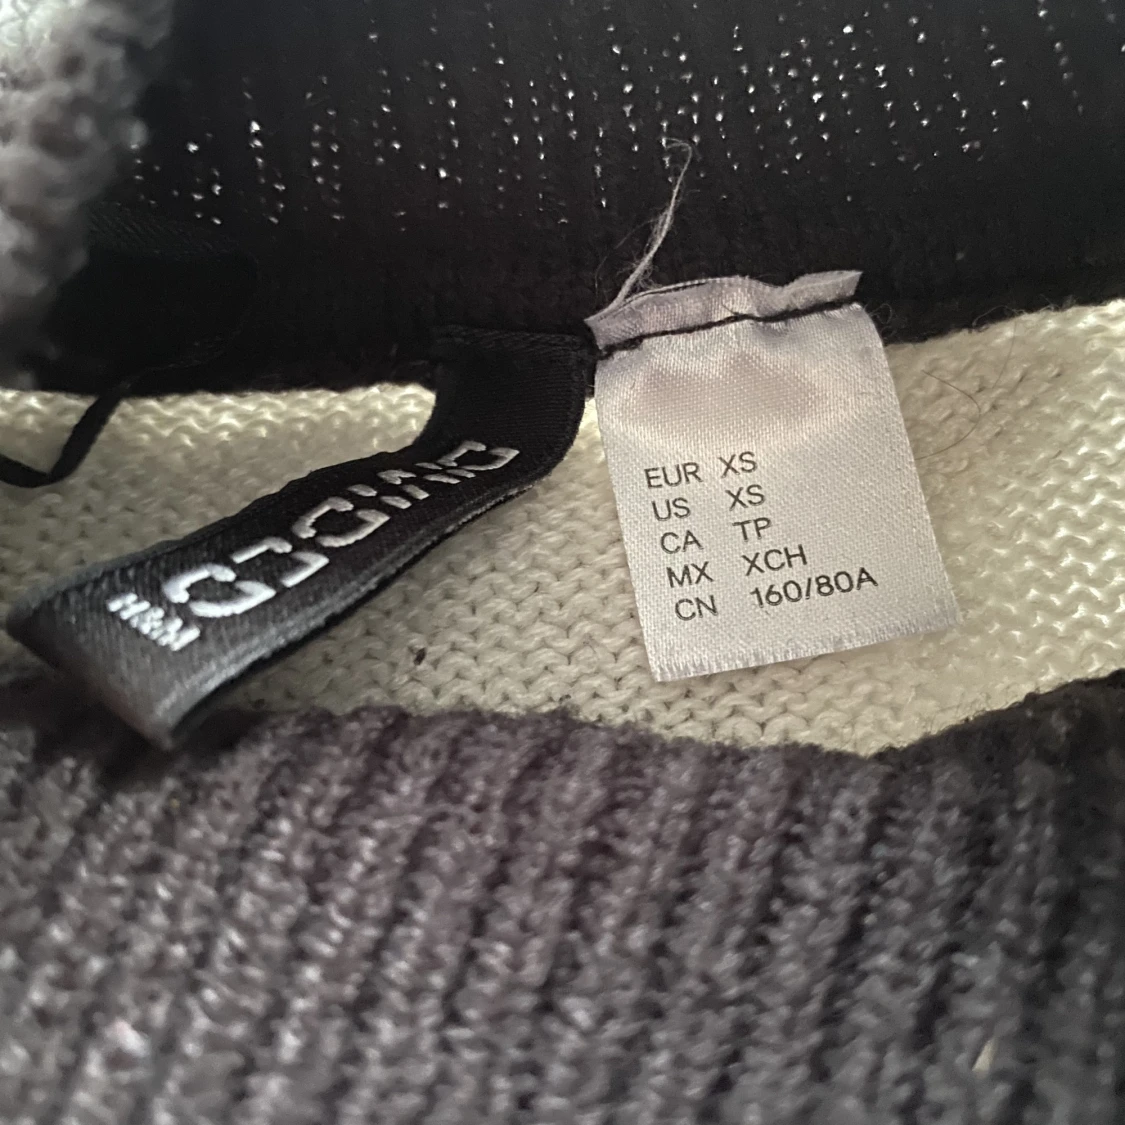 DIVIDED
H&M
EUR XS
US XS
CA TP
MX XCH
CN 160/80A